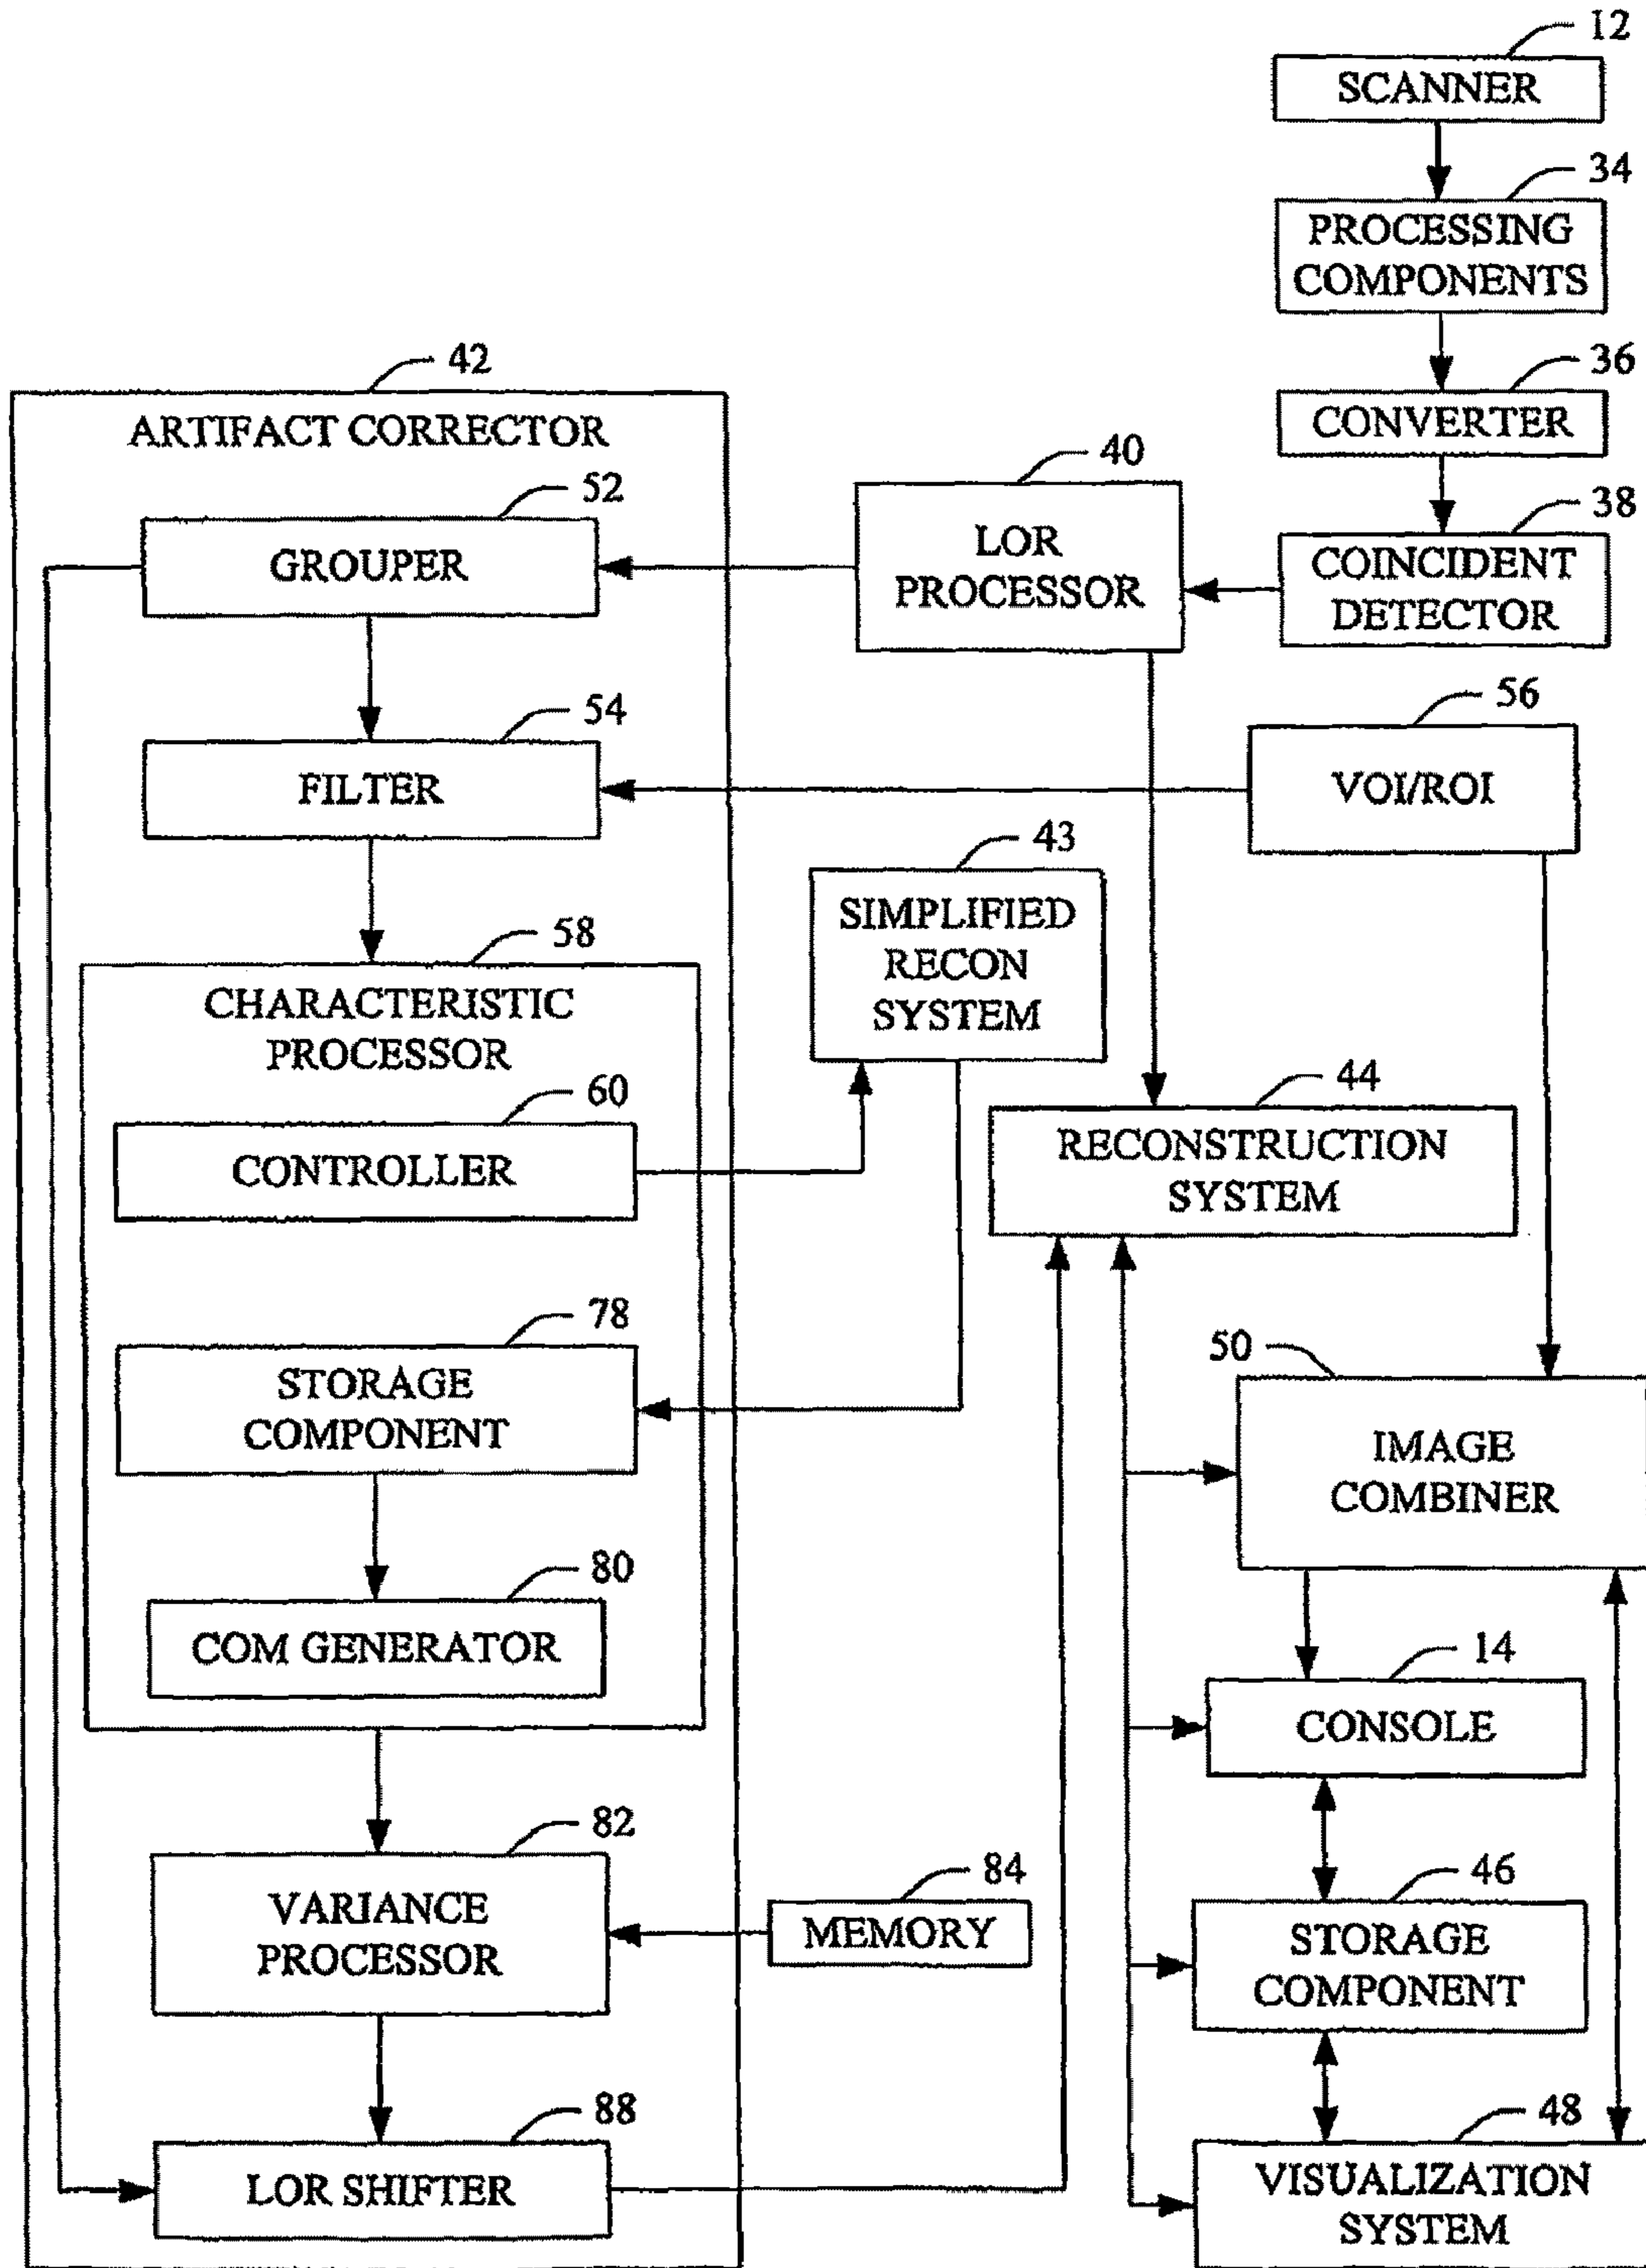 12
SCANNER
34
PROCESSING
COMPONENTS
36
CONVERTER
38
COINCIDENT
DETECTOR
40
LOR
PROCESSOR
42
ARTIFACT CORRECTOR
52
GROUPER
54
FILTER
56
VOI/ROI
43
SIMPLIFIED
RECON
SYSTEM
58
CHARACTERISTIC
PROCESSOR
60
CONTROLLER
44
RECONSTRUCTION
SYSTEM
78
STORAGE
COMPONENT
50
IMAGE
COMBINER
80
COM GENERATOR
14
CONSOLE
82
VARIANCE
PROCESSOR
84
MEMORY
46
STORAGE
COMPONENT
88
LOR SHIFTER
48
VISUALIZATION
SYSTEM